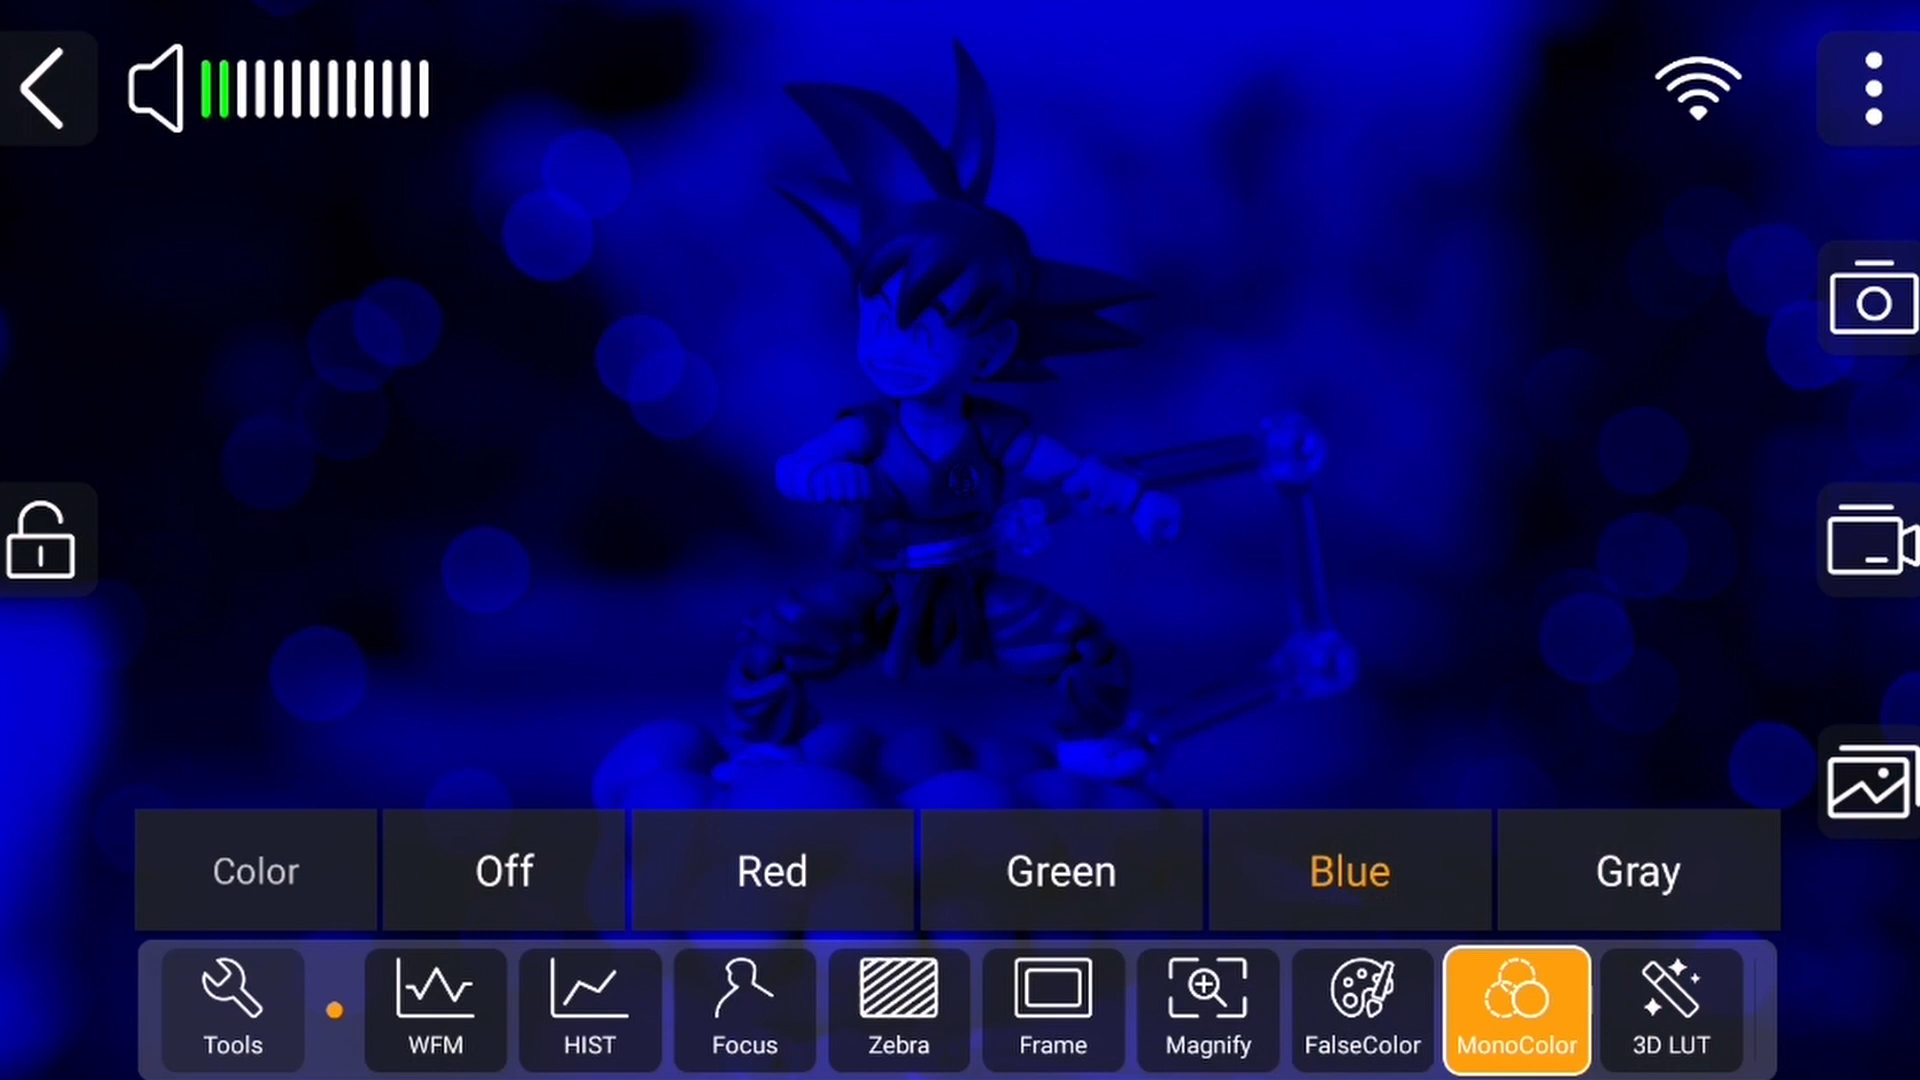 Color Off Red Green Blue Gray
Tools WFM HIST Focus Zebra Frame Magnify FalseColor MonoColor 3D LUT